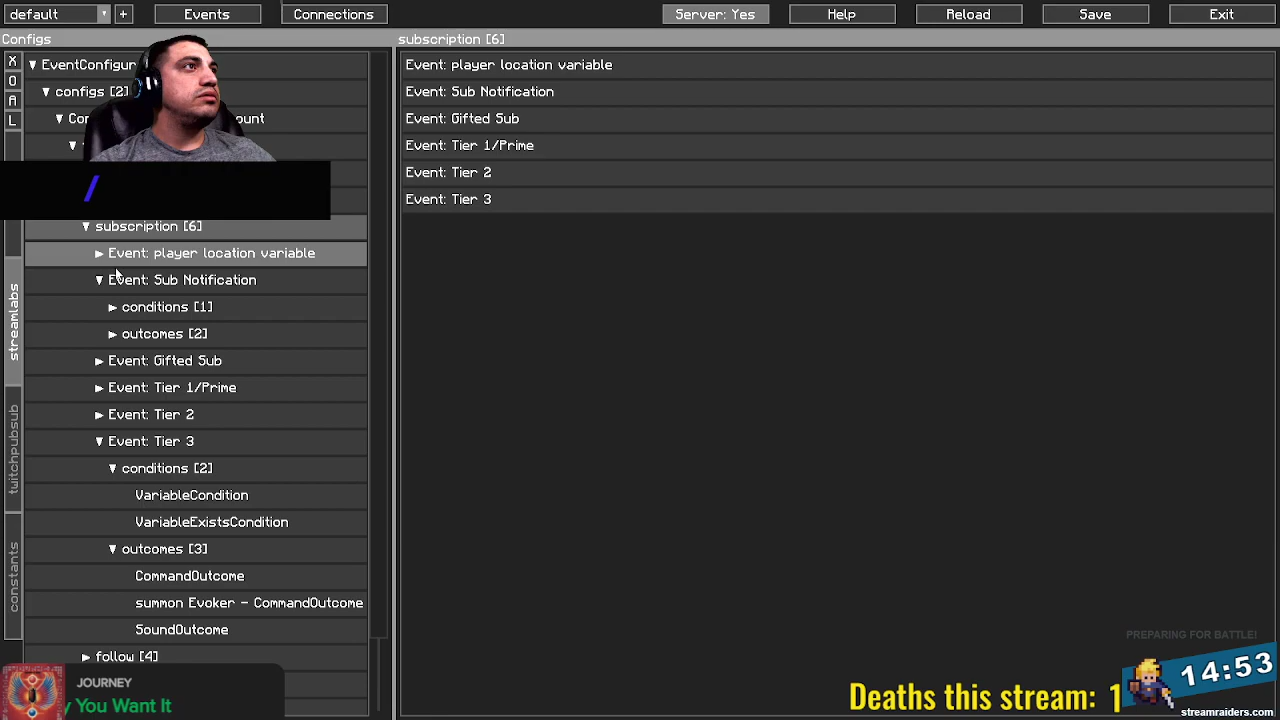 default + Events Connections Server: Yes Help Reload Save Exit
Configs
subscription [6]
X
O
A
L
streamlabs
twitchpubsub
constants
EventConfigur
configs [2]
Con ount
subscription [6]
Event: player location variable
Event: Sub Notification
conditions [1]
outcomes [2]
Event: Gifted Sub
Event: Tier 1/Prime
Event: Tier 2
Event: Tier 3
conditions [2]
VariableCondition
VariableExistsCondition
outcomes [3]
CommandOutcome
summon Evoker - CommandOutcome
SoundOutcome
follow [4]
Event: player location variable
Event: Sub Notification
Event: Gifted Sub
Event: Tier 1/Prime
Event: Tier 2
Event: Tier 3
/
JOURNEY
y You Want It
PREPARING FOR BATTLE!
14:53
Deaths this stream: 1
streamraiders.com